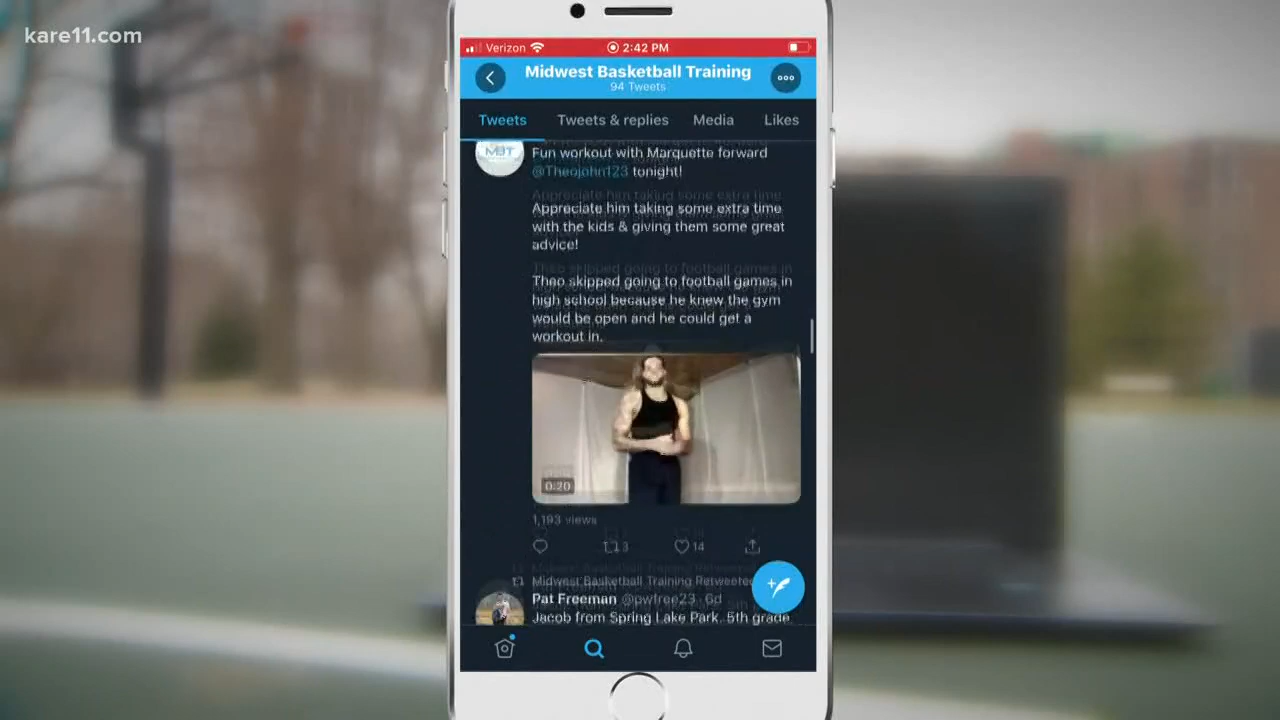 kare11.com
Verizon
2:42 PM
Midwest Basketball Training
94 Tweets
Tweets
Tweets & replies
Media
Likes
MBT
Fun workout with Marquette forward
@Theojohn123 tonight!
Appreciate him taking some extra time
with the kids & giving them some great
advice!
Theo skipped going to football games in
high school because he knew the gym
would be open and he could get a
workout in.
0:20
1,193 views
3
14
Midwest Basketball Training Retweeted
Pat Freeman @pwfree23 · 6d
Jacob from Spring Lake Park. 5th grade